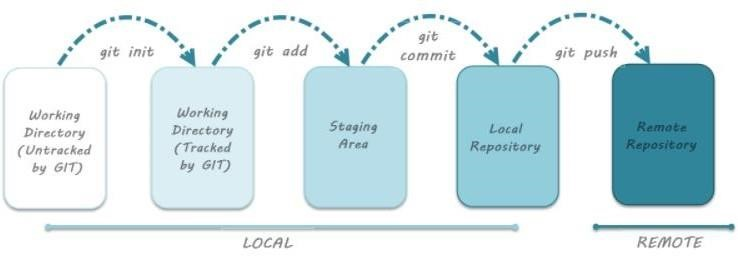 git init
git add
git
commit
git push
Working
Directory
(Untracked
by GIT)
Working
Directory
(Tracked
by GIT)
Staging
Area
Local
Repository
Remote
Repository
LOCAL
REMOTE